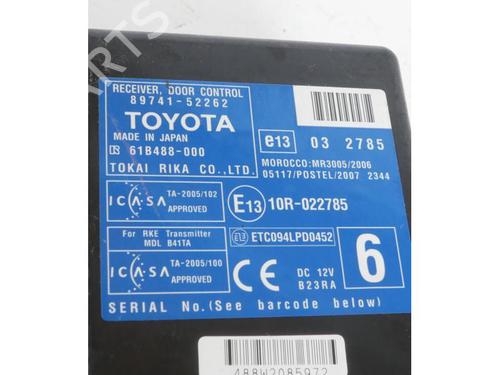 RECEIVER, DOOR CONTROL
89741-52262
TOYOTA
MADE IN JAPAN
61B488-000
TOKAI RIKA CO.,LTD.
e13 03 2785
MOROCCO:MR3005/2006
05117/POSTEL/2007 2344
ICASA TA-2005/102 APPROVED
E13 10R-022785
For RKE Transmitter
MDL B41TA
E13 ETC094LPD0452
ICASA TA-2005/100 APPROVED
CE
DC 12V
B23RA
6
SERIAL No.(See barcode below)
488W2085972
PARTS